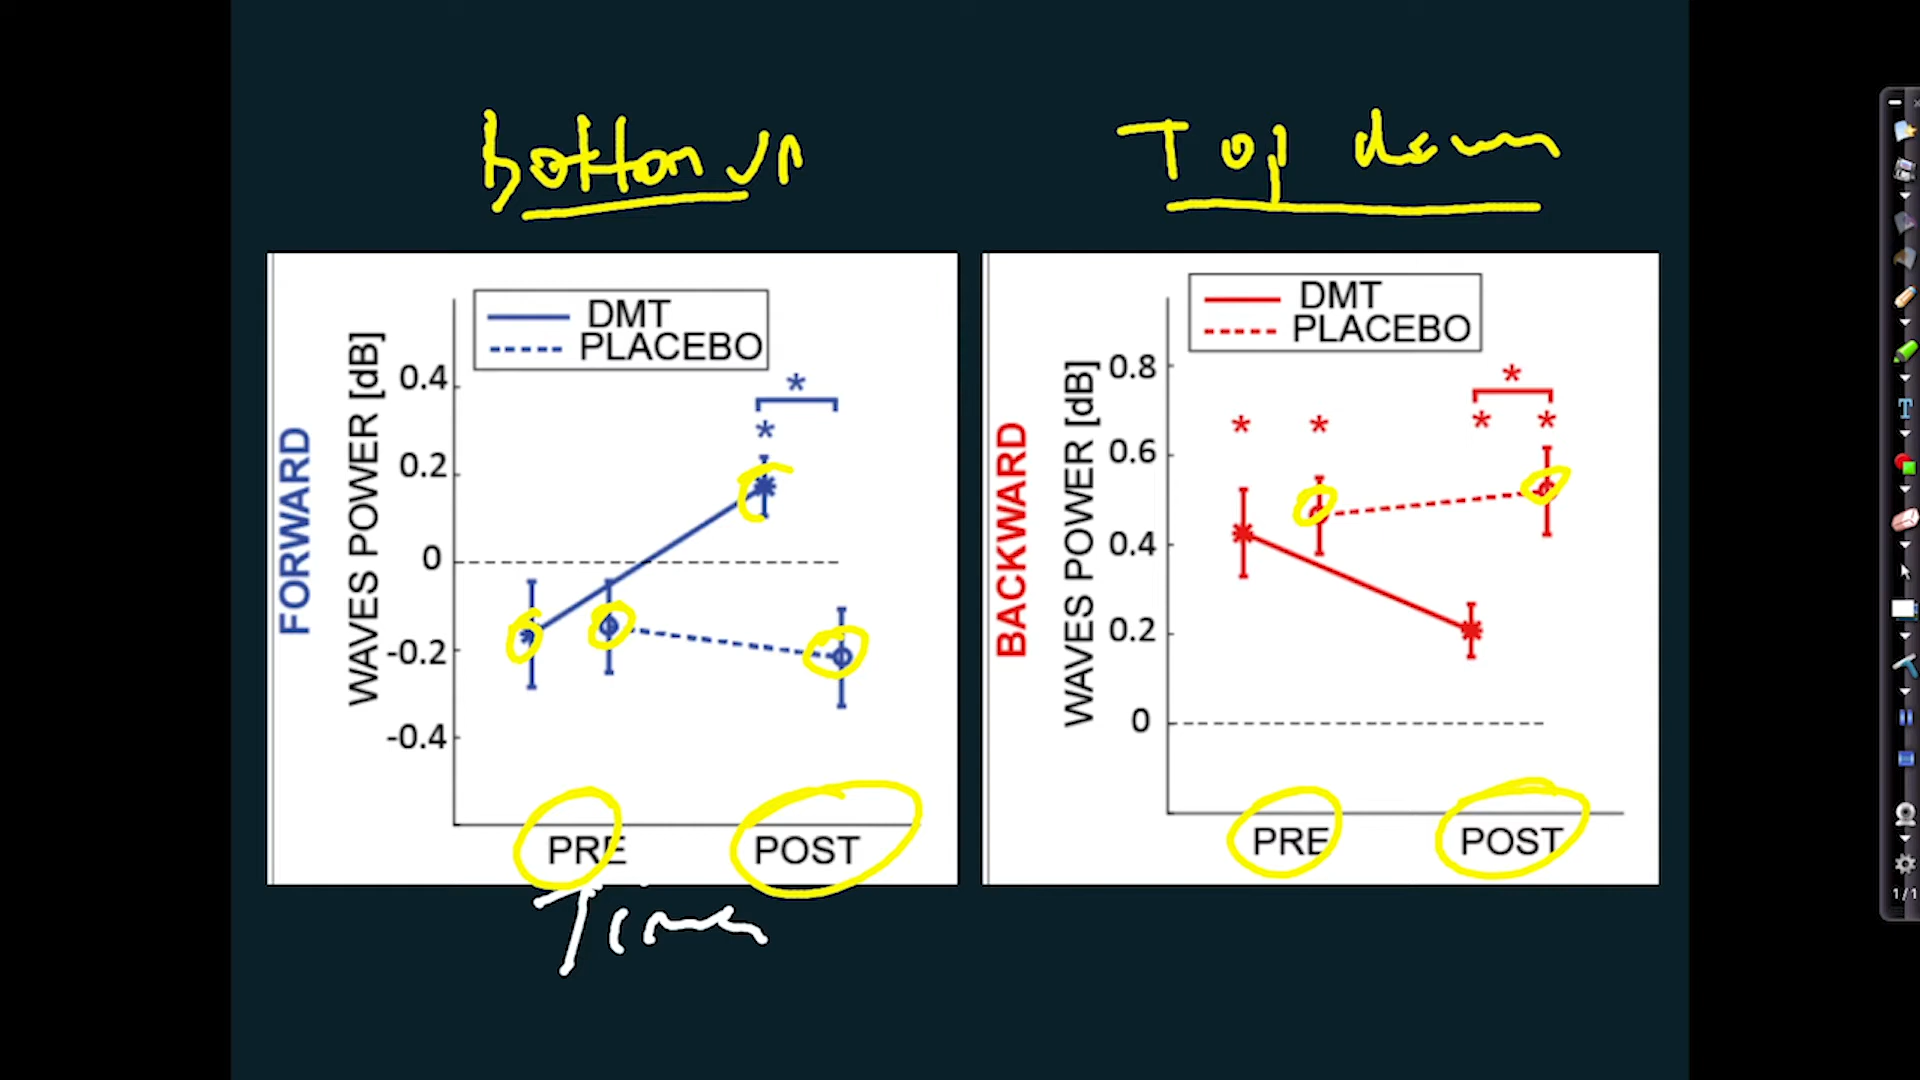 bottom up
Top down
DMT
PLACEBO
FORWARD
WAVES POWER [dB]
0.4
0.2
0
-0.2
-0.4
*
*
PRE
POST
Time
DMT
PLACEBO
BACKWARD
WAVES POWER [dB]
0.8
0.6
0.4
0.2
0
*
* * * *
PRE
POST
T
1/1